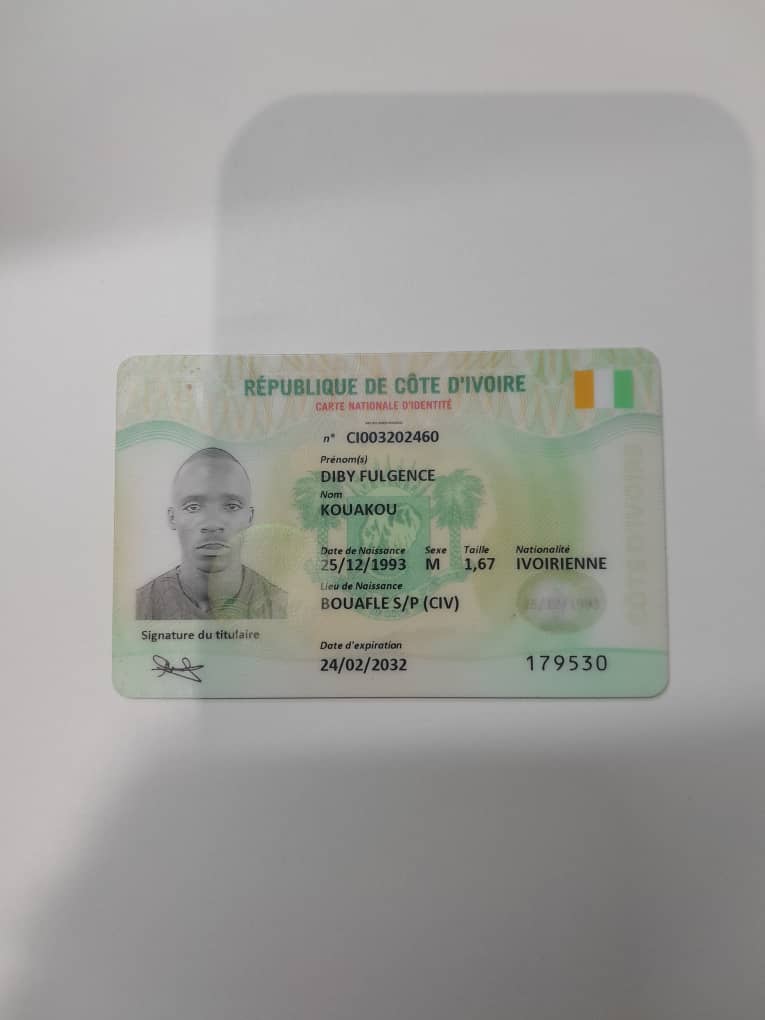 RÉPUBLIQUE DE CÔTE D'IVOIRE
CARTE NATIONALE D'IDENTITÉ
n° CI003202460
Prénom(s)
DIBY FULGENCE
Nom
KOUAKOU
Date de Naissance Sexe Taille Nationalité
25/12/1993 M 1,67 IVOIRIENNE
Lieu de Naissance
BOUAFLE S/P (CIV)
25/12/1993
Signature du titulaire
Date d'expiration
24/02/2032
179530